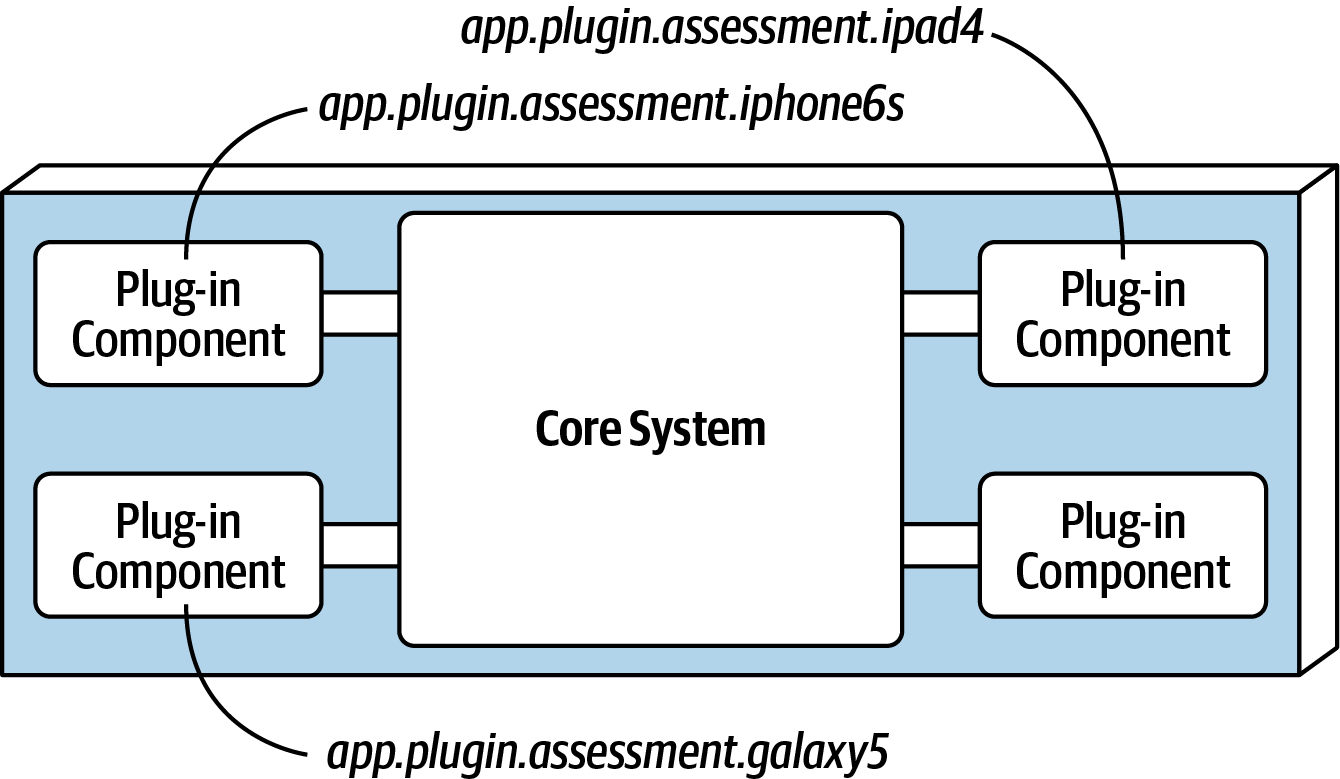 app.plugin.assessment.ipad4
app.plugin.assessment.iphone6s
Plug-in
Component
Plug-in
Component
Core System
Plug-in
Component
Plug-in
Component
app.plugin.assessment.galaxy5